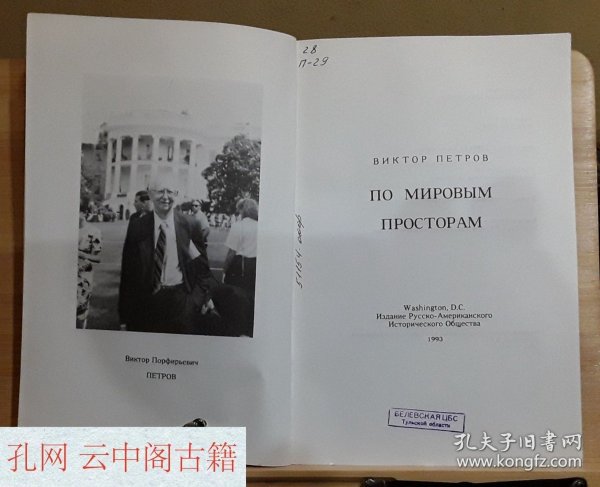 Виктор Порфирьевич
ПЕТРОВ
28
П-29
ВИКТОР ПЕТРОВ
ПО МИРОВЫМ
ПРОСТОРАМ
Washington, D.C.
Издание Русско-Американского
Исторического Общества
1993
БЕЛЕВСКАЯ ЦБС
Тульской области
孔网 云中阁古籍
孔夫子旧书网
www.kongfz.com